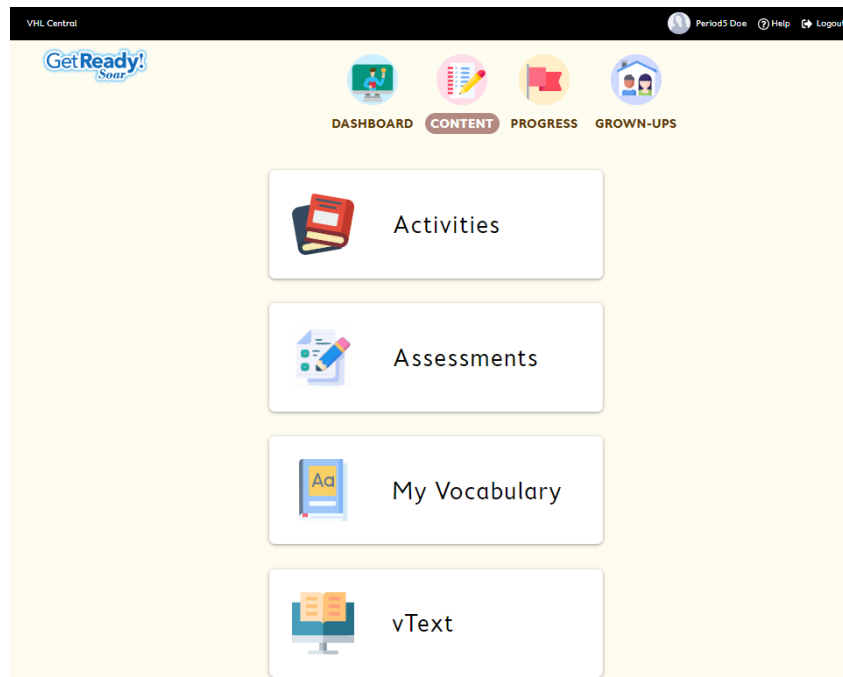 VHL Central Period5 Doe Help Logout
GetReady!
Soar
DASHBOARD CONTENT PROGRESS GROWN-UPS
Activities
Assessments
Aa
My Vocabulary
vText